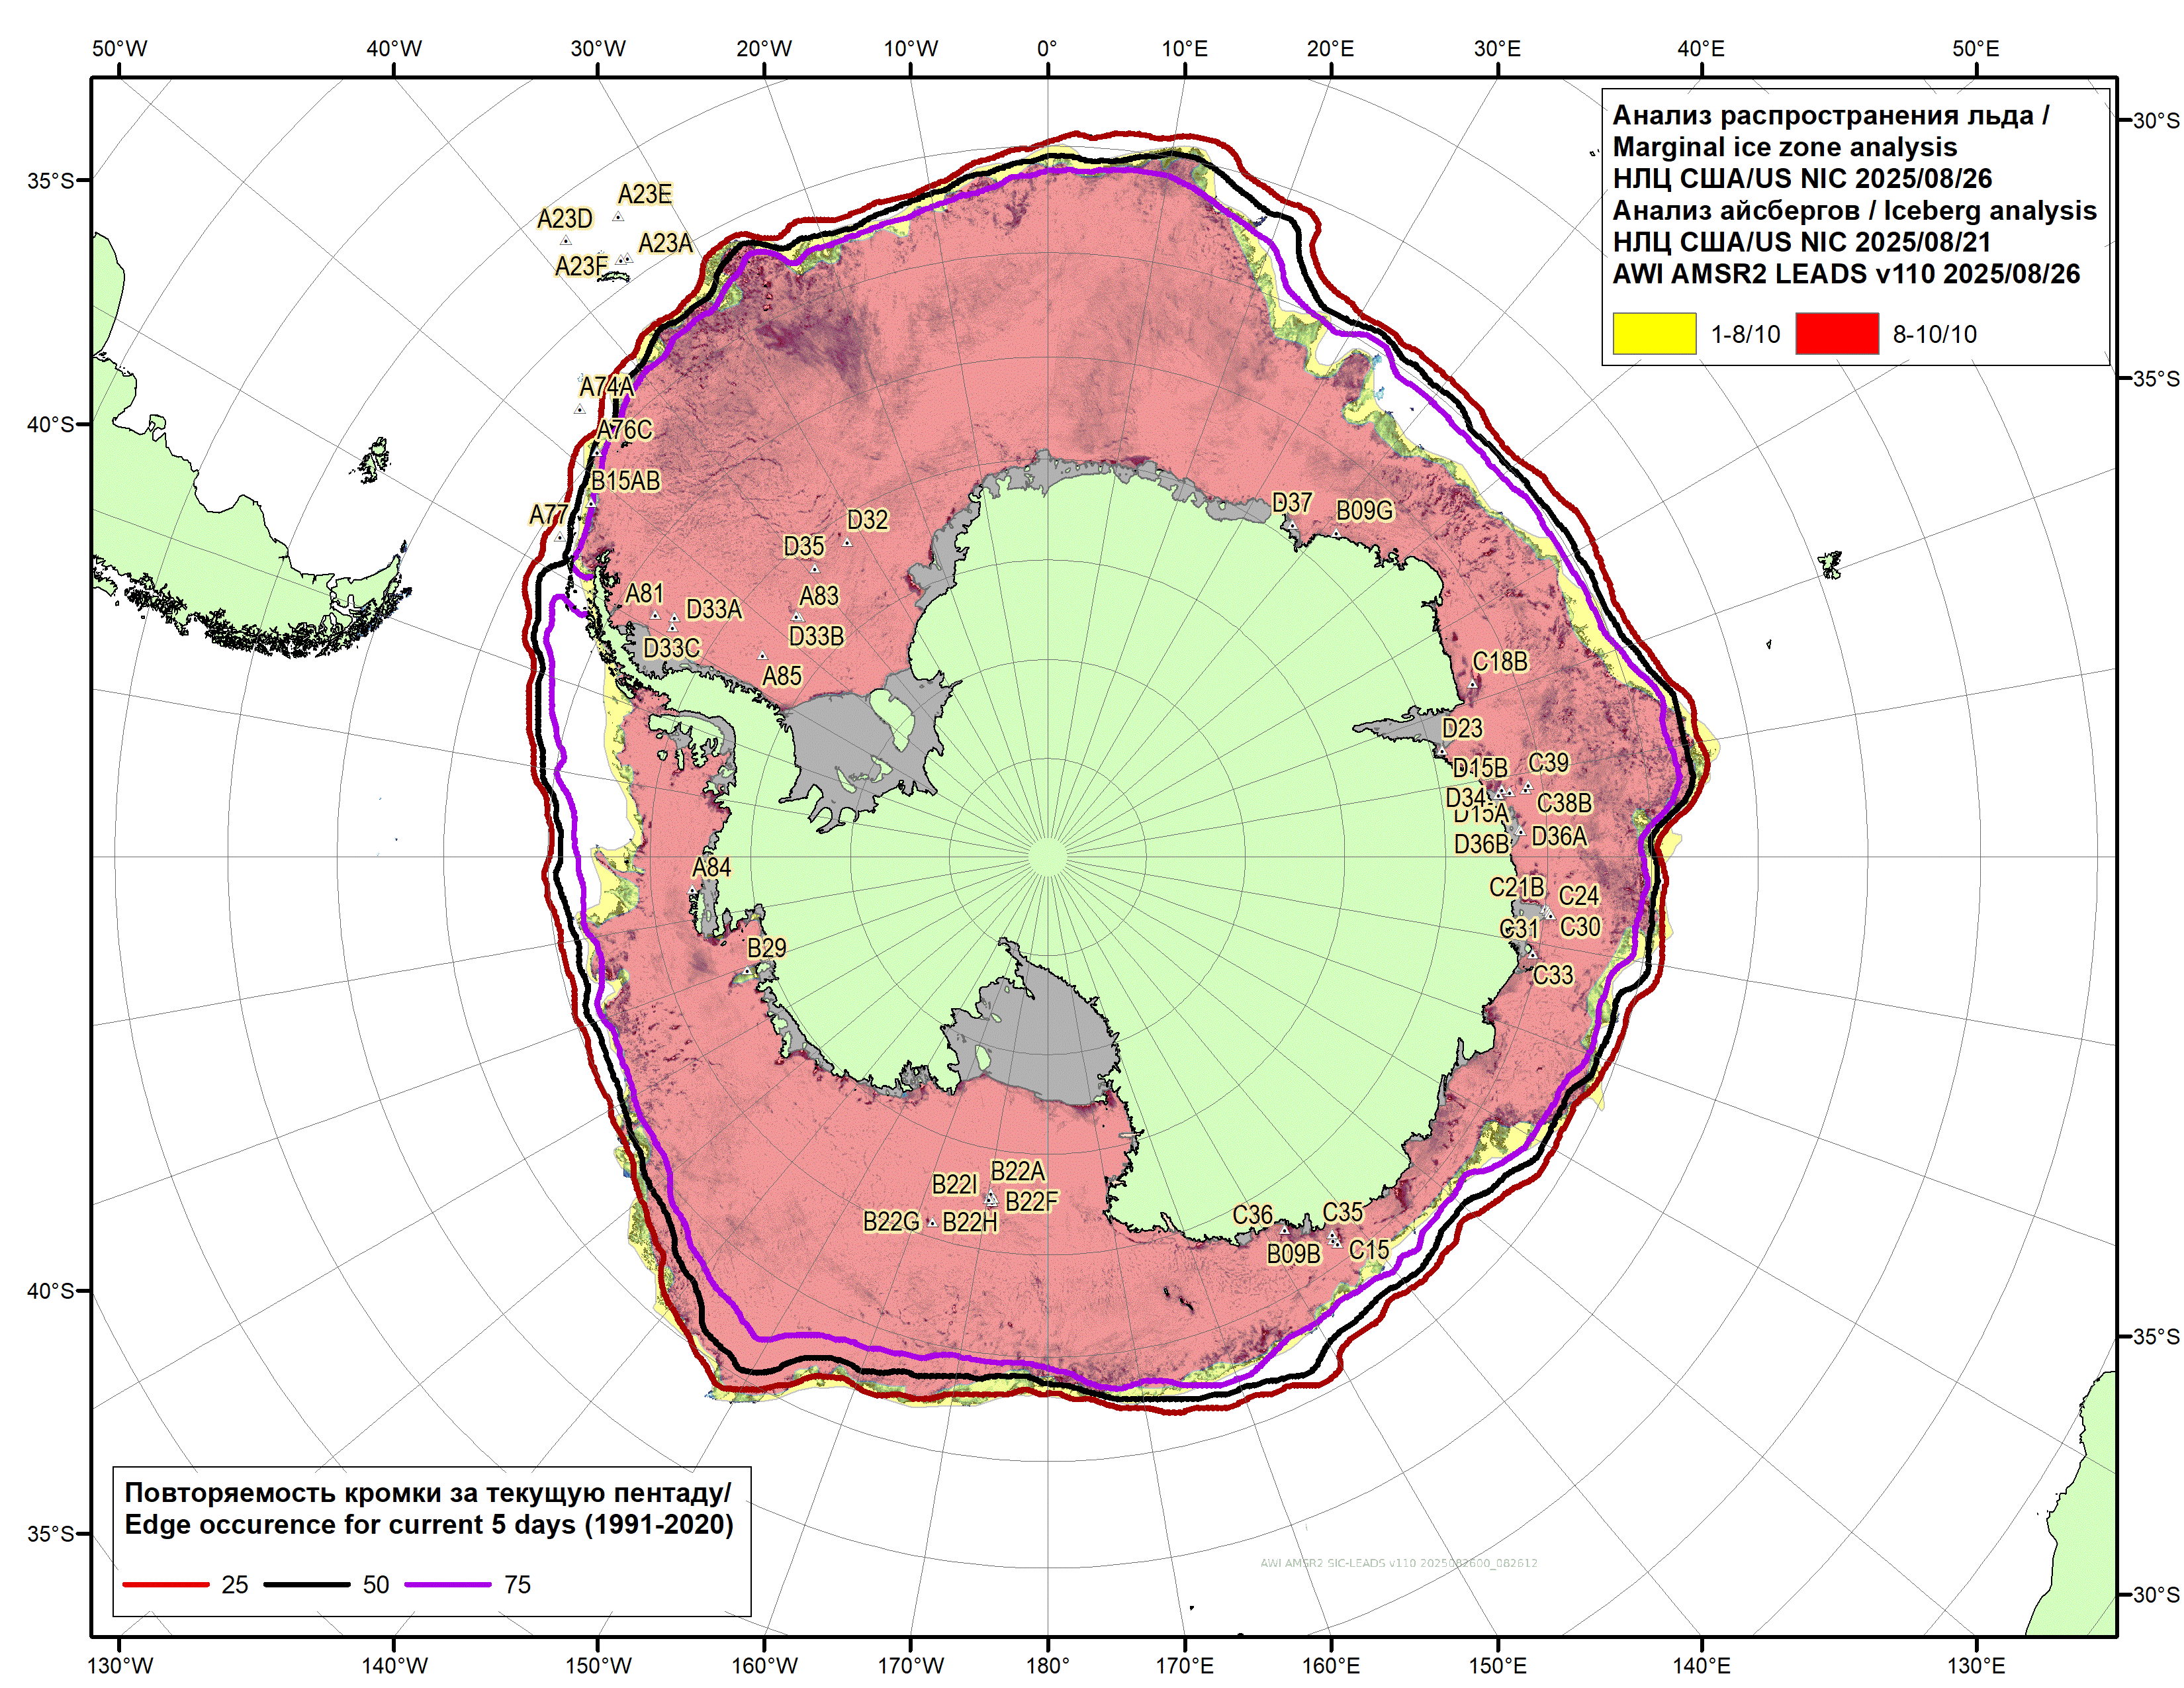 50°W 40°W 30°W 20°W 10°W 0° 10°E 20°E 30°E 40°E 50°E
Анализ распространения льда /
Marginal ice zone analysis
НЛЦ США/US NIC 2025/08/26
Анализ айсбергов / Iceberg analysis
НЛЦ США/US NIC 2025/08/21
AWI AMSR2 LEADS v110 2025/08/26
1-8/10 8-10/10
30°S
35°S
35°S
40°S
A23E
A23D
A23A
A23F
A74A
A76C
B15AB
A77
D32
D35
D37
B09G
A81
D33A
A83
D33B
D33C
A85
C18B
D23
D15B
C39
D34
C38B
D15A
D36A
D36B
A84
C21B
C24
C31
C30
C33
B29
B22A
B22I
B22F
B22G
B22H
C36
C35
B09B
C15
40°S
35°S
35°S
30°S
Повторяемость кромки за текущую пентаду/
Edge occurence for current 5 days (1991-2020)
25 50 75
AWI AMSR2 SIC-LEADS v110 2025082600_082612
130°W 140°W 150°W 160°W 170°W 180° 170°E 160°E 150°E 140°E 130°E